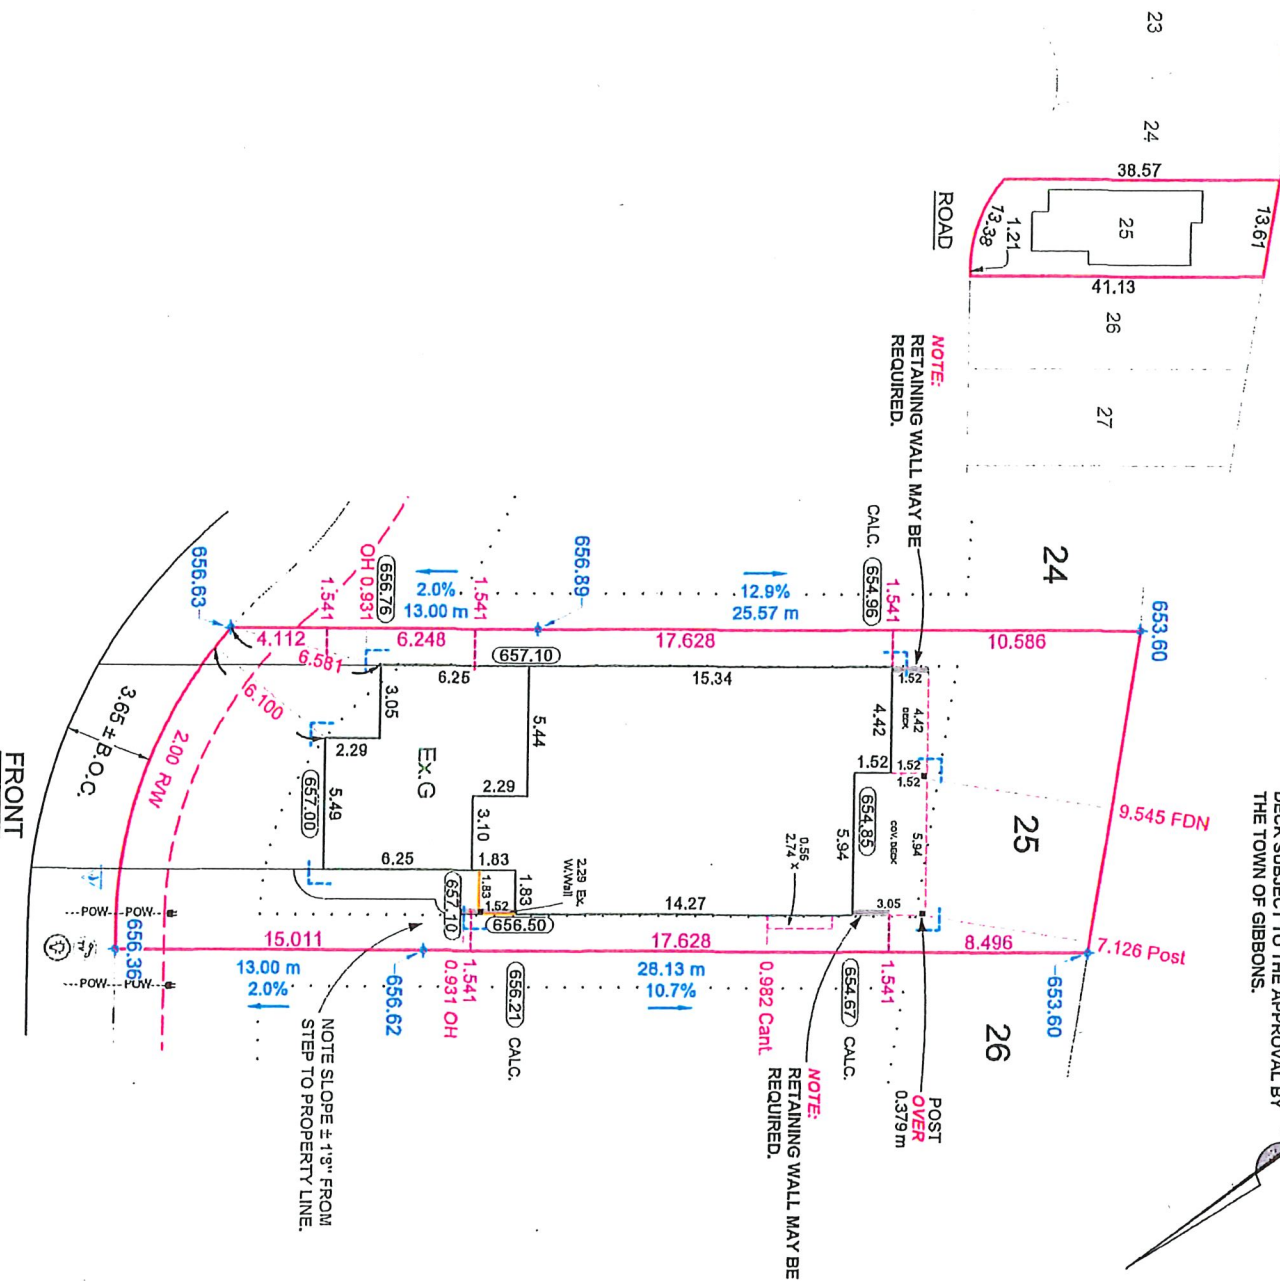 23
24
38.57
13.61
25
1.21
13.38
ROAD
41.13
26
27
NOTE:
RETAINING WALL MAY BE
REQUIRED.
24
25
26
DECK SUBJECT TO THE APPROVAL BY
THE TOWN OF GIBBONS.
653.60
656.63
656.89
OH 0.931
656.76
1.541
2.0%
13.00 m
1.541
12.9%
25.57 m
CALC.
654.96
1.541
4.112
6.248
17.628
10.586
6.581
6.100
657.10
6.25
15.34
1.52
3.05
2.29
5.44
4.42
4.42
DECK
1.52
1.52
1.52
Ex.G
2.29
3.10
657.00
5.49
654.85
5.94
COV. DECK
5.94
9.545 FDN
0.56
2.74 X
2.29 Ex
W.Wall
6.25
1.83
1.83
1.83
1.52
657.10
656.50
14.27
3.05
7.126 Post
3.65 ± B.O.C.
2.00 R/W
FRONT
POW
POW
POW
POW
656.36
15.011
17.628
8.496
13.00 m
2.0%
656.62
1.541
0.931 OH
656.21
CALC.
28.13 m
10.7%
0.982 Cant.
654.67
CALC.
1.541
653.60
NOTE SLOPE ± 1'3" FROM
STEP TO PROPERTY LINE.
NOTE:
RETAINING WALL MAY BE
REQUIRED.
POST
OVER
0.379 m